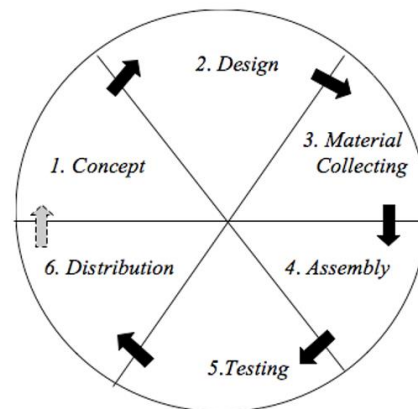 1. Concept
2. Design
3. Material
Collecting
4. Assembly
5.Testing
6. Distribution